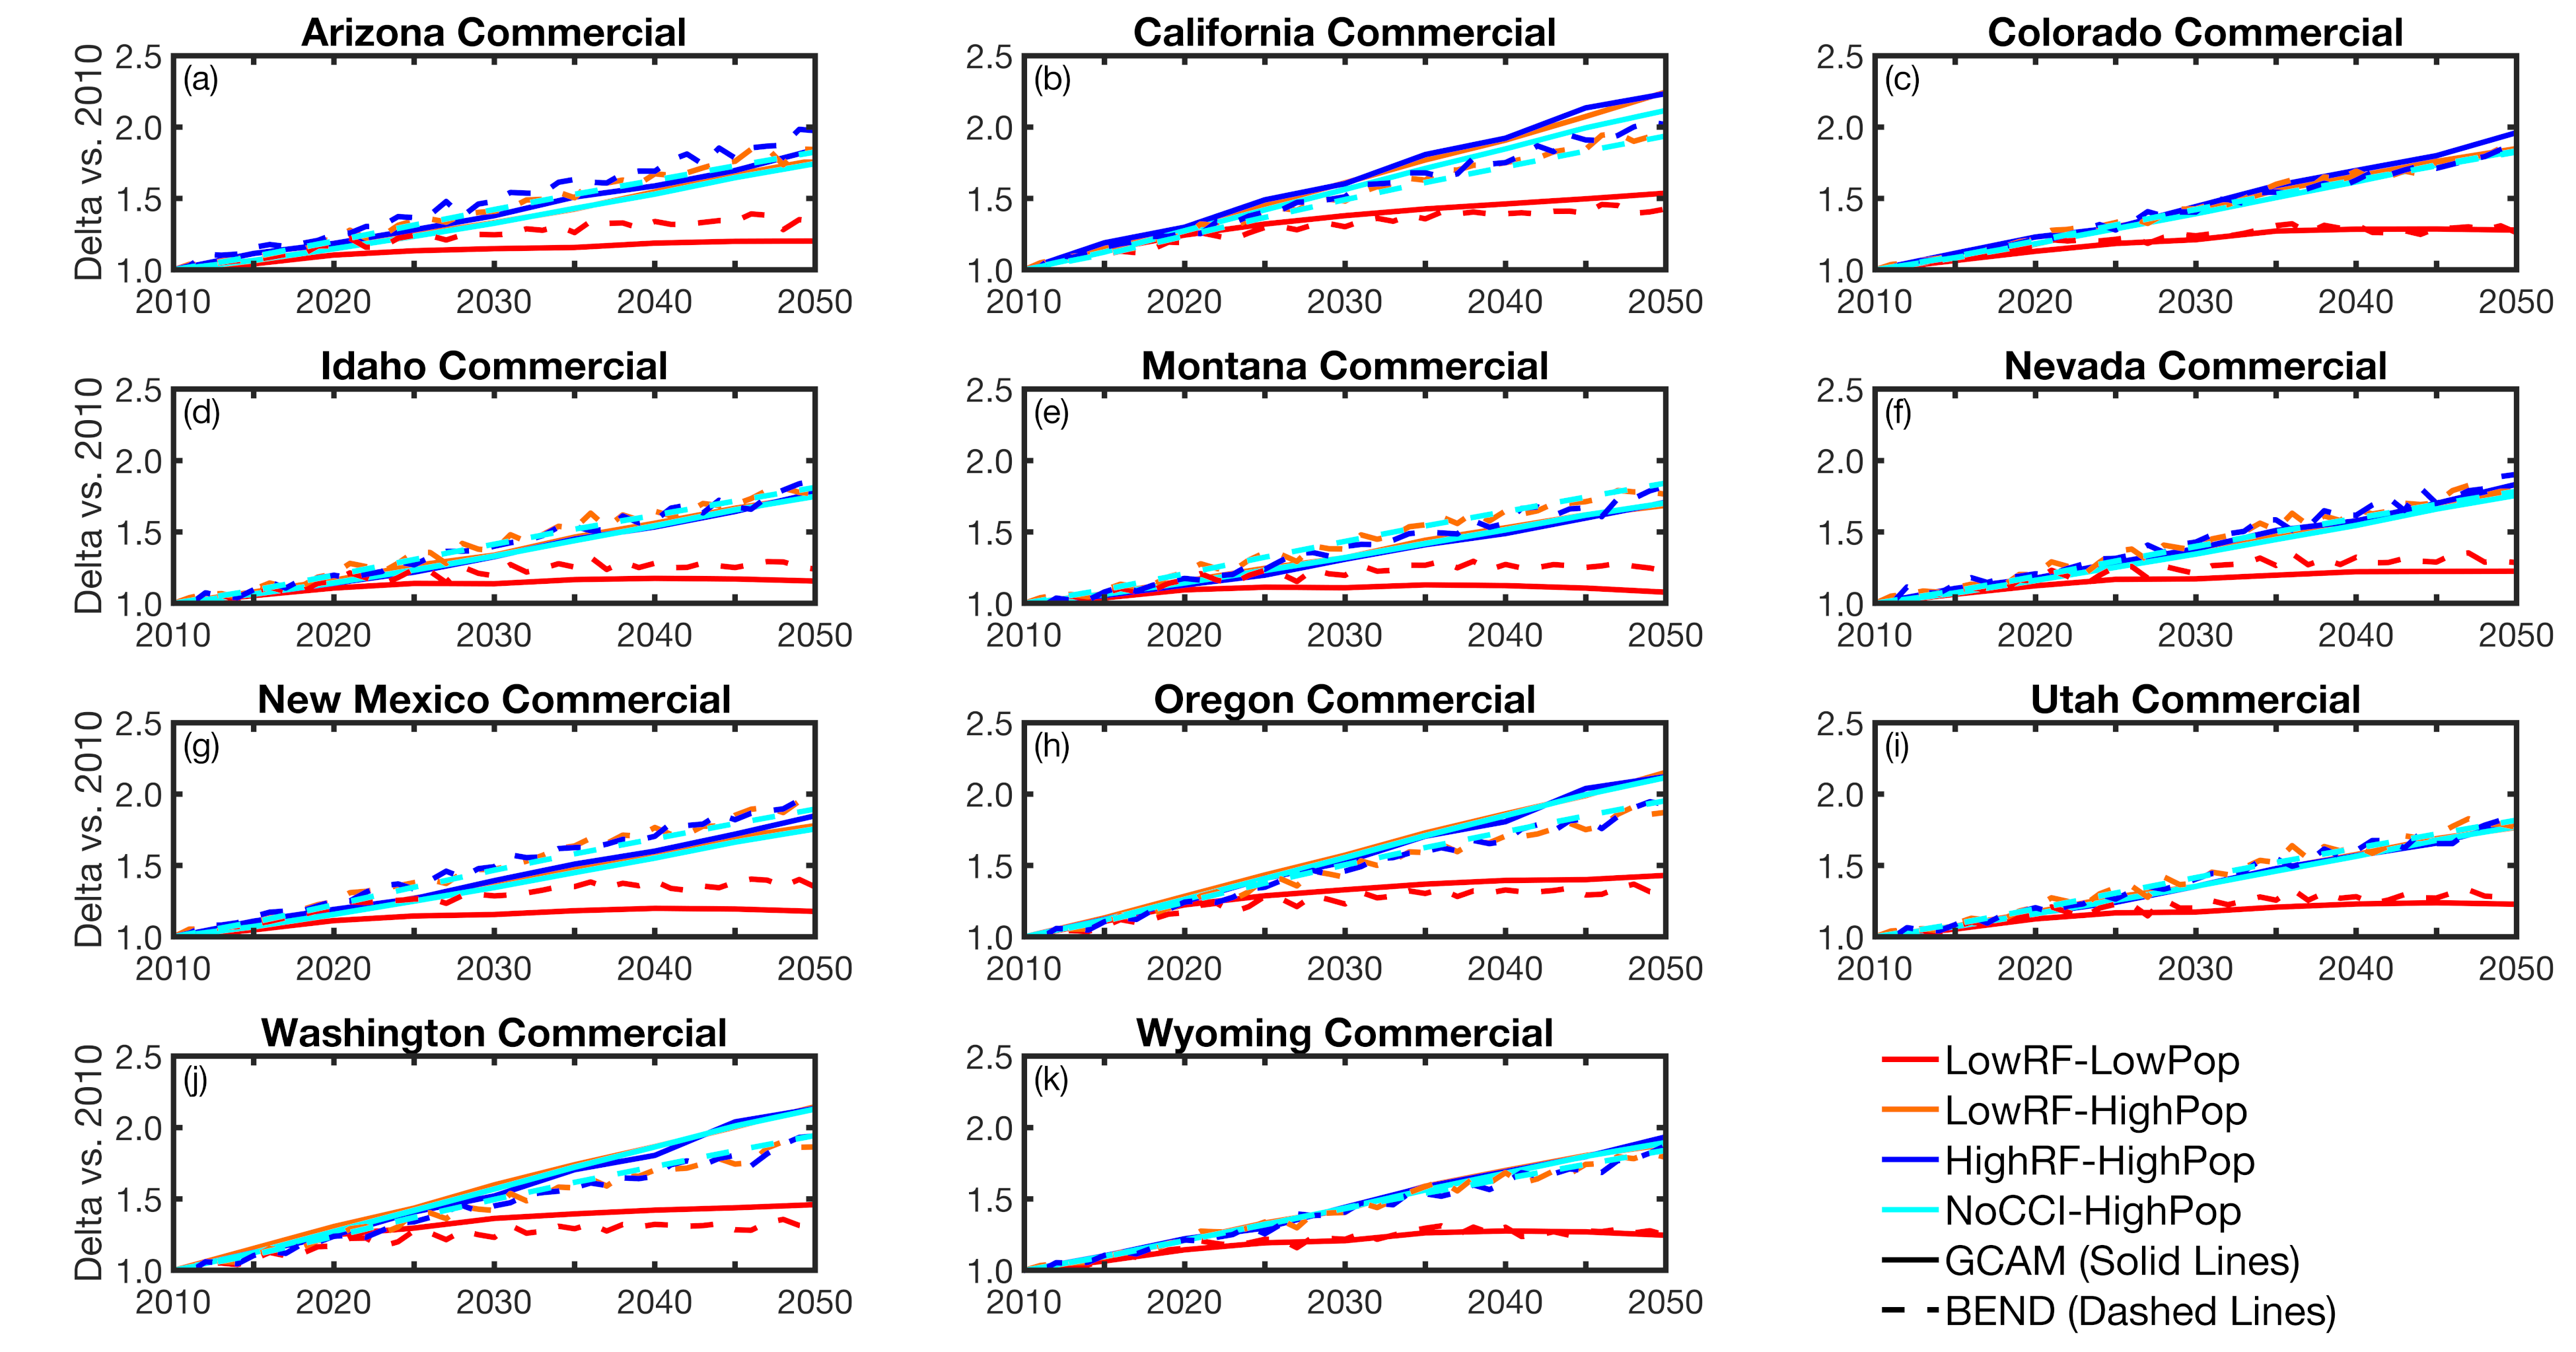 Arizona Commercial
(a)
Delta vs. 2010
2.5
2.0
1.5
1.0
2010 2020 2030 2040 2050
California Commercial
(b)
2.5
2.0
1.5
1.0
2010 2020 2030 2040 2050
Colorado Commercial
(c)
2.5
2.0
1.5
1.0
2010 2020 2030 2040 2050
Idaho Commercial
(d)
Delta vs. 2010
2.5
2.0
1.5
1.0
2010 2020 2030 2040 2050
Montana Commercial
(e)
2.5
2.0
1.5
1.0
2010 2020 2030 2040 2050
Nevada Commercial
(f)
2.5
2.0
1.5
1.0
2010 2020 2030 2040 2050
New Mexico Commercial
(g)
Delta vs. 2010
2.5
2.0
1.5
1.0
2010 2020 2030 2040 2050
Oregon Commercial
(h)
2.5
2.0
1.5
1.0
2010 2020 2030 2040 2050
Utah Commercial
(i)
2.5
2.0
1.5
1.0
2010 2020 2030 2040 2050
Washington Commercial
(j)
Delta vs. 2010
2.5
2.0
1.5
1.0
2010 2020 2030 2040 2050
Wyoming Commercial
(k)
2.5
2.0
1.5
1.0
2010 2020 2030 2040 2050
LowRF-LowPop
LowRF-HighPop
HighRF-HighPop
NoCCI-HighPop
GCAM (Solid Lines)
BEND (Dashed Lines)